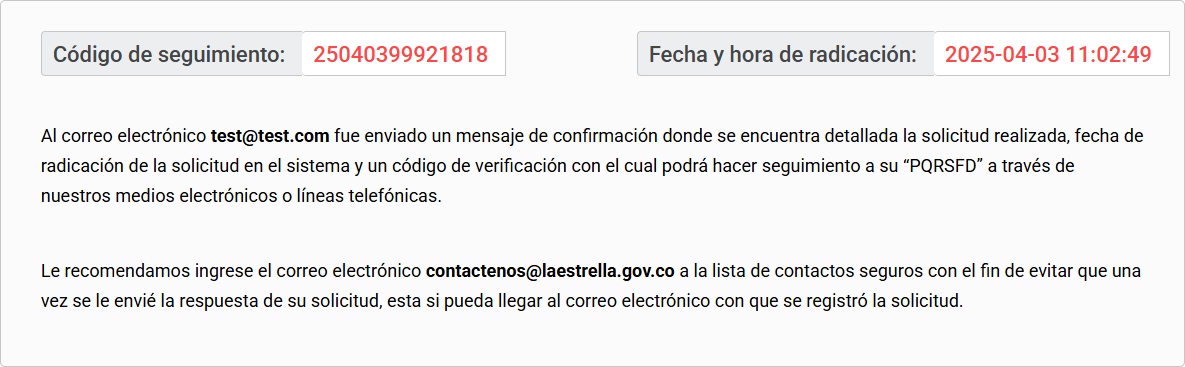 Código de seguimiento: 25040399921818 Fecha y hora de radicación: 2025-04-03 11:02:49
Al correo electrónico test@test.com fue enviado un mensaje de confirmación donde se encuentra detallada la solicitud realizada, fecha de
radicación de la solicitud en el sistema y un código de verificación con el cual podrá hacer seguimiento a su “PQRSFD” a través de
nuestros medios electrónicos o líneas telefónicas.
Le recomendamos ingrese el correo electrónico contactenos@laestrella.gov.co a la lista de contactos seguros con el fin de evitar que una
vez se le envié la respuesta de su solicitud, esta si pueda llegar al correo electrónico con que se registró la solicitud.